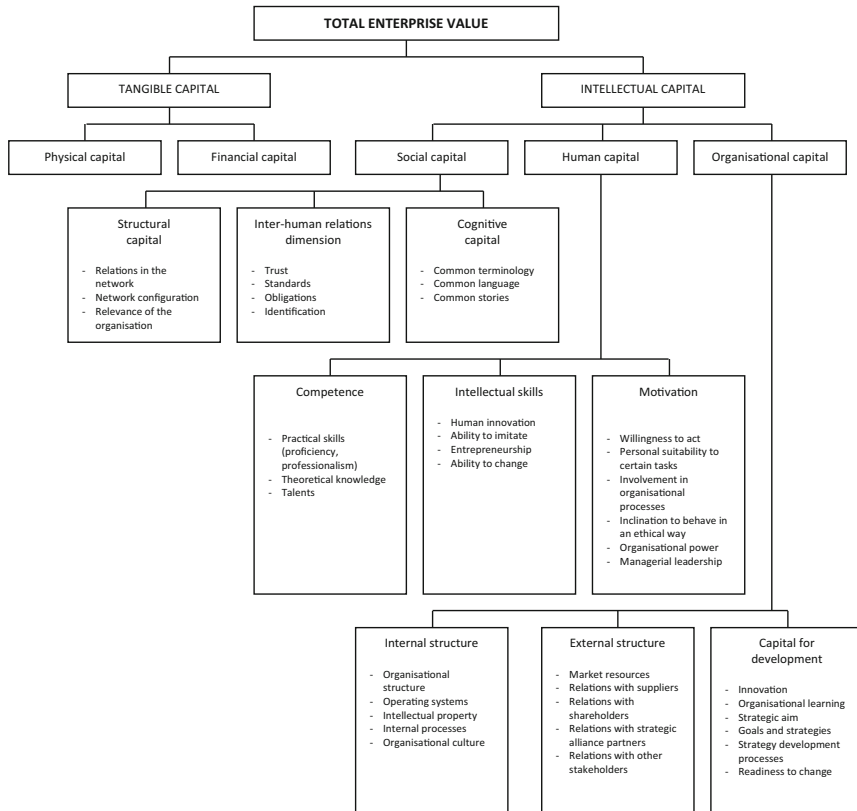 TOTAL ENTERPRISE VALUE
TANGIBLE CAPITAL
INTELLECTUAL CAPITAL
Physical capital
Financial capital
Social capital
Human capital
Organisational capital
Structural
capital
- Relations in the
network
- Network configuration
- Relevance of the
organisation
Inter-human relations
dimension
- Trust
- Standards
- Obligations
- Identification
Cognitive
capital
- Common terminology
- Common language
- Common stories
Competence
- Practical skills
(proficiency,
professionalism)
- Theoretical knowledge
- Talents
Intellectual skills
- Human innovation
- Ability to imitate
- Entrepreneurship
- Ability to change
Motivation
- Willingness to act
- Personal suitability to
certain tasks
- Involvement in
organisational
processes
- Inclination to behave in
an ethical way
- Organisational power
- Managerial leadership
Internal structure
- Organisational
structure
- Operating systems
- Intellectual property
- Internal processes
- Organisational culture
External structure
- Market resources
- Relations with suppliers
- Relations with
shareholders
- Relations with strategic
alliance partners
- Relations with other
stakeholders
Capital for
development
- Innovation
- Organisational learning
- Strategic aim
- Goals and strategies
- Strategy development
processes
- Readiness to change